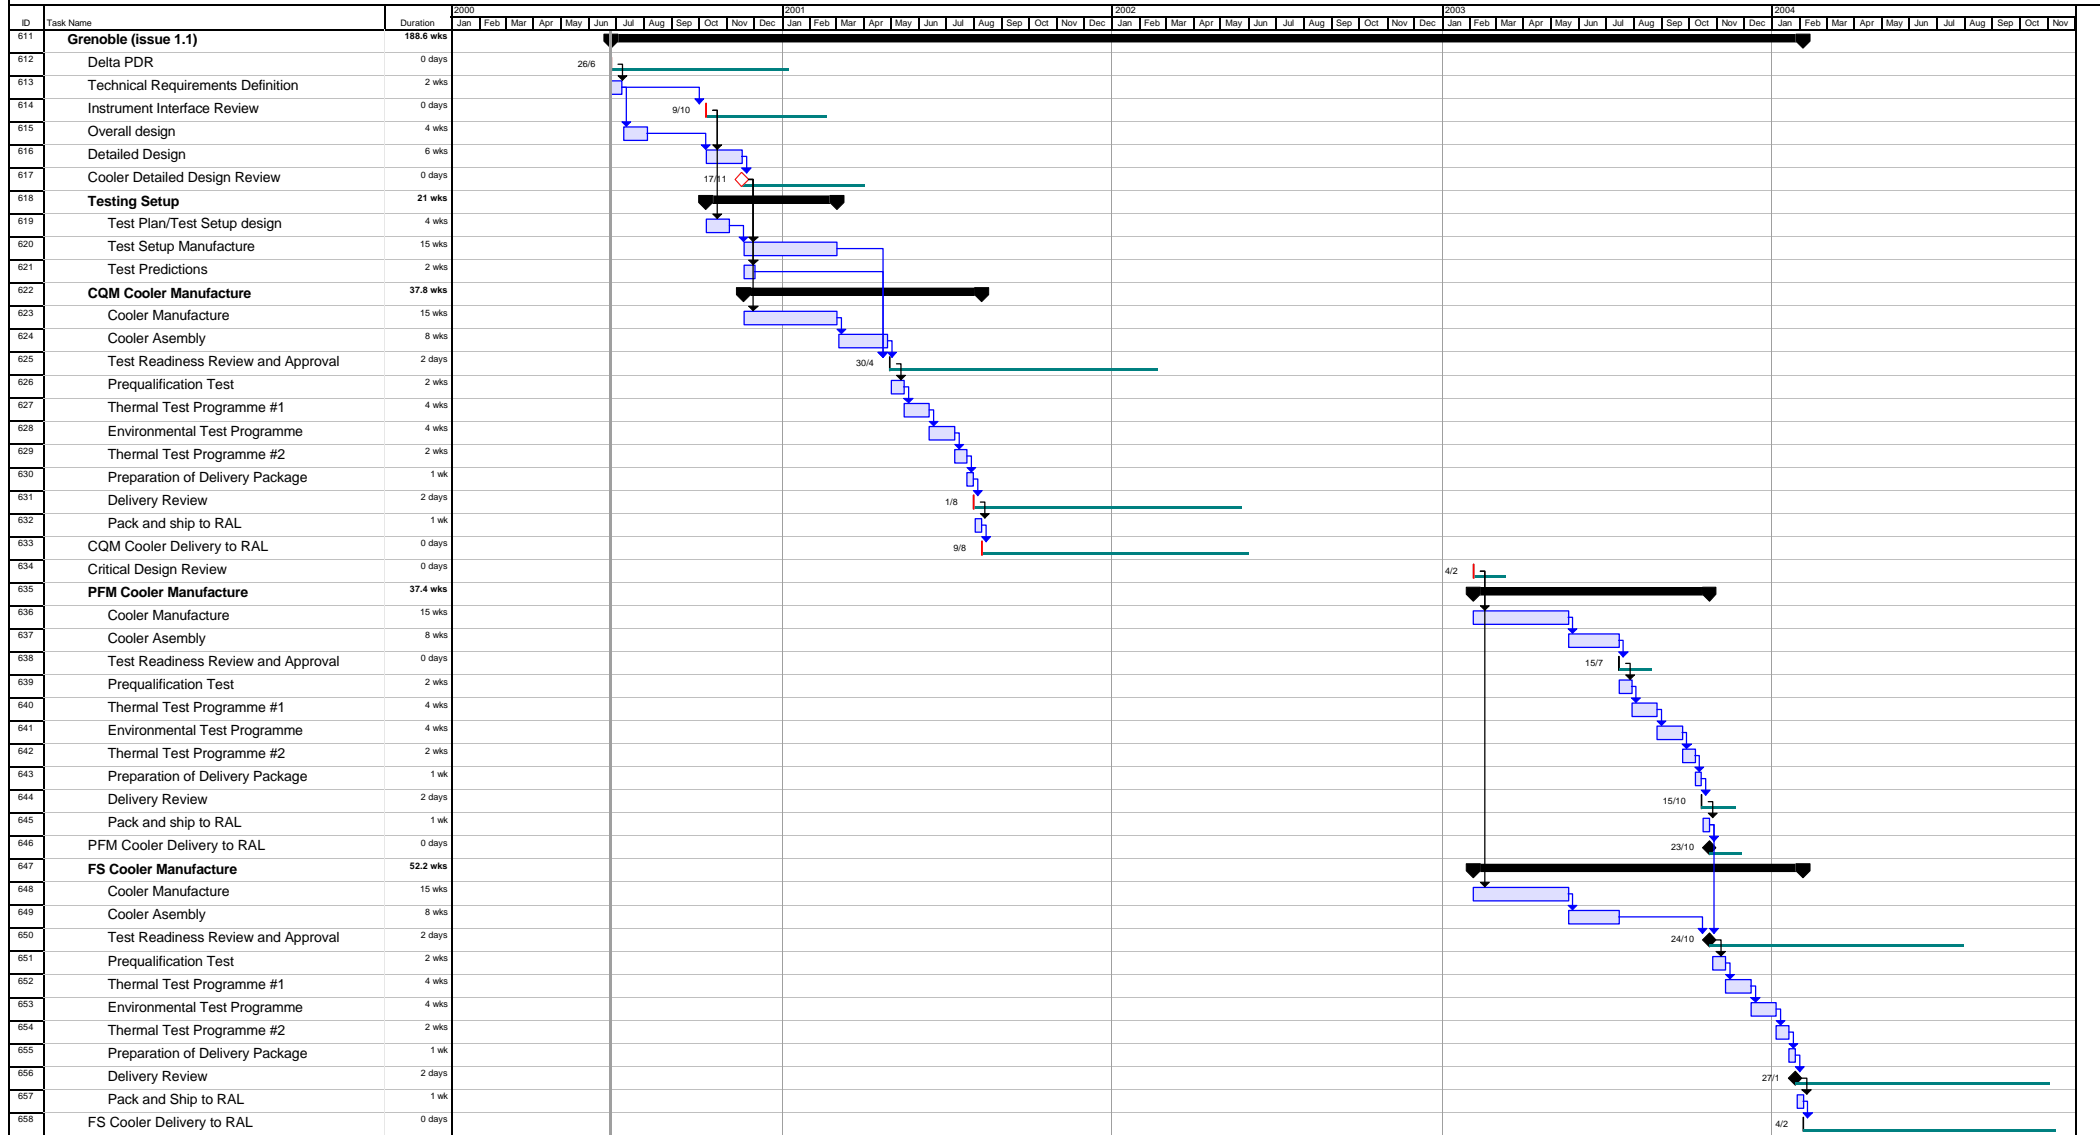 2000 2001 2002 2003 2004
ID Task Name Duration Jan Feb Mar Apr May Jun Jul Aug Sep Oct Nov Dec Jan Feb Mar Apr May Jun Jul Aug Sep Oct Nov Dec Jan Feb Mar Apr May Jun Jul Aug Sep Oct Nov Dec Jan Feb Mar Apr May Jun Jul Aug Sep Oct Nov Dec Jan Feb Mar Apr May Jun Jul Aug Sep Oct Nov
611 Grenoble (issue 1.1) 188.6 wks
612 Delta PDR 0 days 26/6
613 Technical Requirements Definition 2 wks
614 Instrument Interface Review 0 days 9/10
615 Overall design 4 wks
616 Detailed Design 6 wks
617 Cooler Detailed Design Review 0 days 17/11
618 Testing Setup 21 wks
619 Test Plan/Test Setup design 4 wks
620 Test Setup Manufacture 15 wks
621 Test Predictions 2 wks
622 CQM Cooler Manufacture 37.8 wks
623 Cooler Manufacture 15 wks
624 Cooler Asembly 8 wks
625 Test Readiness Review and Approval 2 days 30/4
626 Prequalification Test 2 wks
627 Thermal Test Programme #1 4 wks
628 Environmental Test Programme 4 wks
629 Thermal Test Programme #2 2 wks
630 Preparation of Delivery Package 1 wk
631 Delivery Review 2 days 1/8
632 Pack and ship to RAL 1 wk
633 CQM Cooler Delivery to RAL 0 days 9/8
634 Critical Design Review 0 days 4/2
635 PFM Cooler Manufacture 37.4 wks
636 Cooler Manufacture 15 wks
637 Cooler Asembly 8 wks
638 Test Readiness Review and Approval 0 days 15/7
639 Prequalification Test 2 wks
640 Thermal Test Programme #1 4 wks
641 Environmental Test Programme 4 wks
642 Thermal Test Programme #2 2 wks
643 Preparation of Delivery Package 1 wk
644 Delivery Review 2 days 15/10
645 Pack and ship to RAL 1 wk
646 PFM Cooler Delivery to RAL 0 days 23/10
647 FS Cooler Manufacture 52.2 wks
648 Cooler Manufacture 15 wks
649 Cooler Asembly 8 wks
650 Test Readiness Review and Approval 2 days 24/10
651 Prequalification Test 2 wks
652 Thermal Test Programme #1 4 wks
653 Environmental Test Programme 4 wks
654 Thermal Test Programme #2 2 wks
655 Preparation of Delivery Package 1 wk
656 Delivery Review 2 days 27/1
657 Pack and Ship to RAL 1 wk
658 FS Cooler Delivery to RAL 0 days 4/2